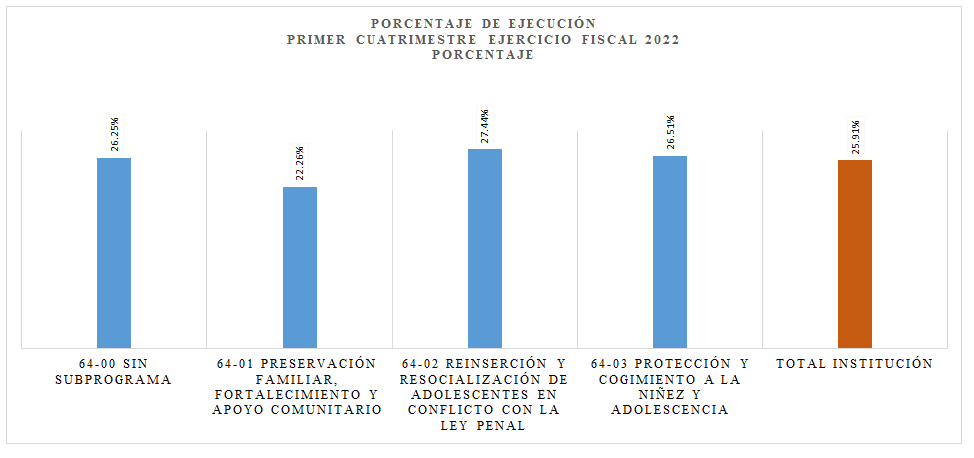 PORCENTAJE DE EJECUCIÓN
PRIMER CUATRIMESTRE EJERCICIO FISCAL 2022
PORCENTAJE
26.25%
22.26%
27.44%
26.51%
25.91%
64-00 SIN
SUBPROGRAMA
64-01 PRESERVACIÓN
FAMILIAR,
FORTALECIMIENTO Y
APOYO COMUNITARIO
64-02 REINSERCIÓN Y
RESOCIALIZACIÓN DE
ADOLESCENTES EN
CONFLICTO CON LA
LEY PENAL
64-03 PROTECCIÓN Y
COGIMIENTO A LA
NIÑEZ Y
ADOLESCENCIA
TOTAL INSTITUCIÓN